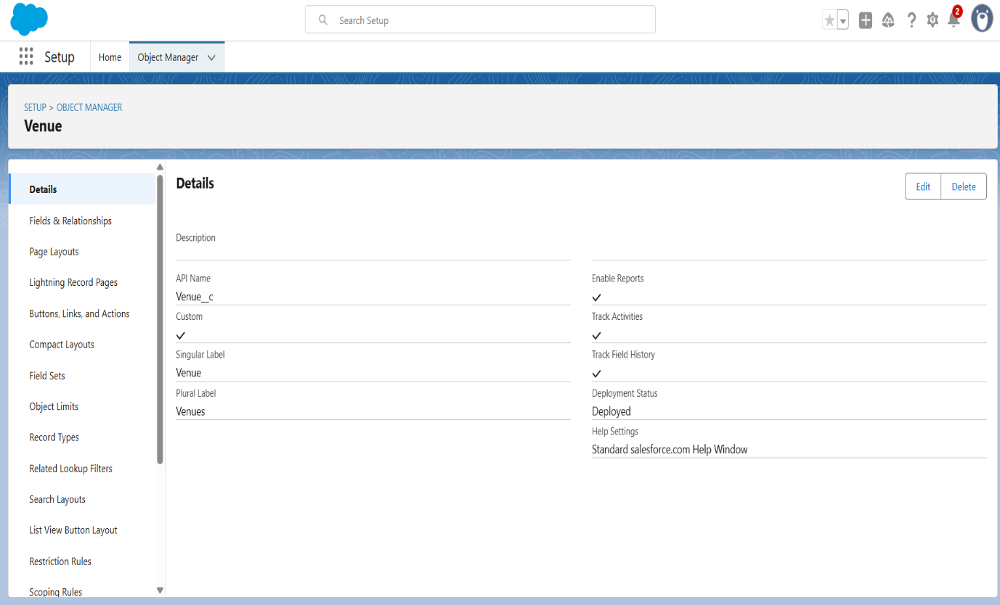 Search Setup
2
Setup
Home
Object Manager
SETUP > OBJECT MANAGER
Venue
Details
Fields & Relationships
Page Layouts
Lightning Record Pages
Buttons, Links, and Actions
Compact Layouts
Field Sets
Object Limits
Record Types
Related Lookup Filters
Search Layouts
List View Button Layout
Restriction Rules
Scoping Rules
Details
Edit
Delete
Description
API Name
Venue__c
Custom
Singular Label
Venue
Plural Label
Venues
Enable Reports
Track Activities
Track Field History
Deployment Status
Deployed
Help Settings
Standard salesforce.com Help Window